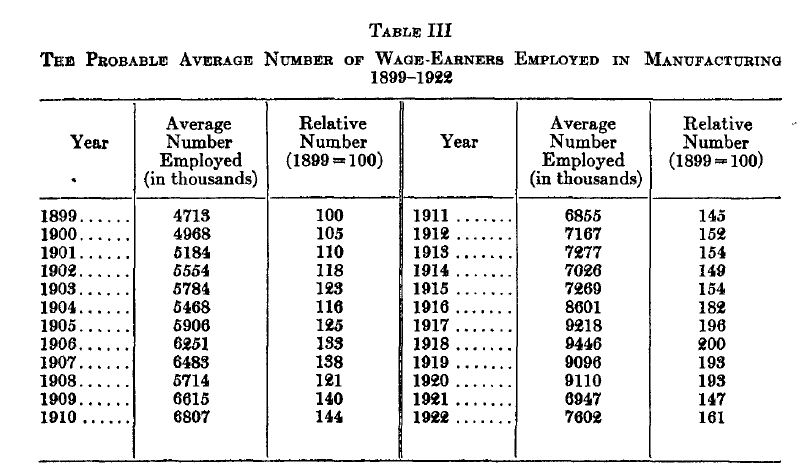 TABLE III
THE PROBABLE AVERAGE NUMBER OF WAGE-EARNERS EMPLOYED IN MANUFACTURING
1899–1922
Year Average Number Employed (in thousands) Relative Number (1899=100) Year Average Number Employed (in thousands) Relative Number (1899=100)
1899...... 4713 100 1911 ....... 6855 145
1900...... 4968 105 1912 ....... 7167 152
1901...... 5184 110 1913 ....... 7277 154
1902...... 5554 118 1914 ....... 7026 149
1903...... 5784 123 1915 ....... 7269 154
1904...... 5468 116 1916 ....... 8601 182
1905...... 5906 125 1917 ....... 9218 196
1906...... 6251 133 1918 ....... 9446 200
1907...... 6483 138 1919 ....... 9096 193
1908...... 5714 121 1920 ....... 9110 193
1909...... 6615 140 1921 ....... 6947 147
1910 ...... 6807 144 1922 ....... 7602 161